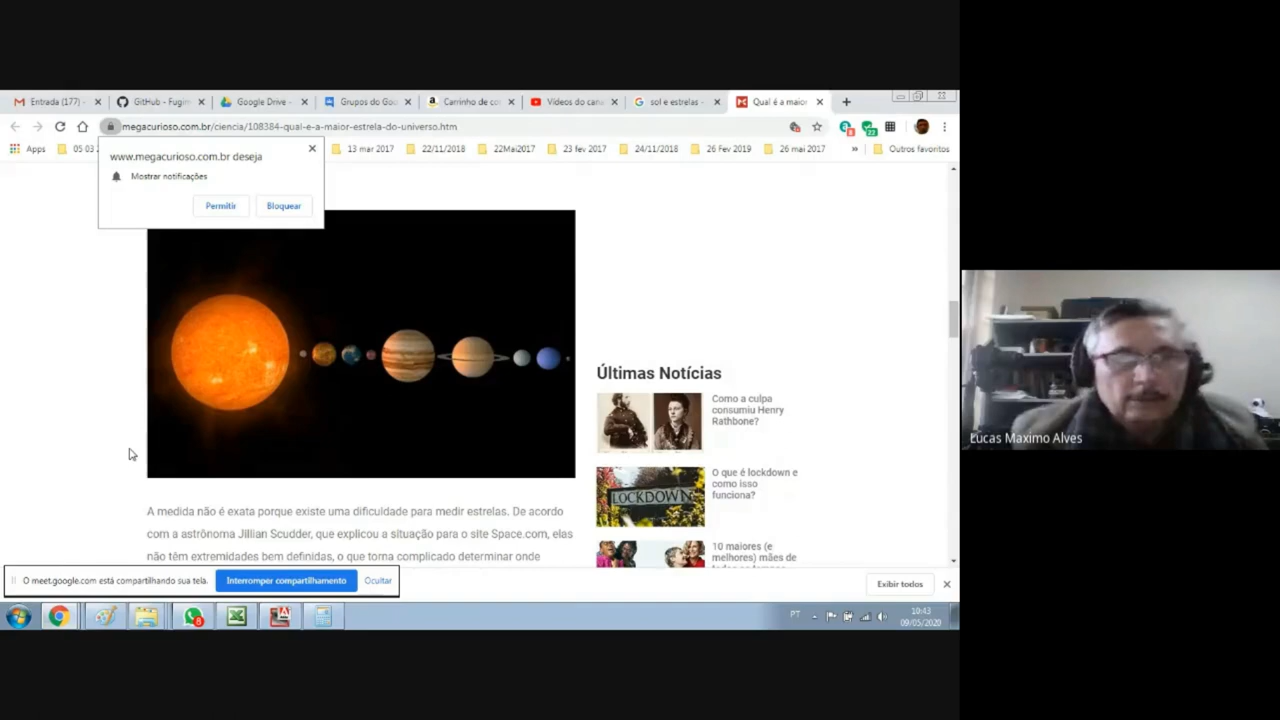 Entrada (177) -
GitHub - Fugim
Google Drive -
Grupos do Goo
Carrinho de co
Vídeos do cana
sol e estrelas -
Qual é a maior
megacurioso.com.br/ciencia/108384-qual-e-a-maior-estrela-do-universo.htm
Apps
05 03
13 mar 2017
22/11/2018
22Mai2017
23 fev 2017
24/11/2018
26 Fev 2019
26 mai 2017
»
Outros favoritos
www.megacurioso.com.br deseja
Mostrar notificações
Permitir
Bloquear
Últimas Notícias
Como a culpa
consumiu Henry
Rathbone?
LOCKDOWN
O que é lockdown e
como isso
funciona?
10 maiores (e
melhores) mães de
A medida não é exata porque existe uma dificuldade para medir estrelas. De acordo
com a astrônoma Jillian Scudder, que explicou a situação para o site Space.com, elas
não têm extremidades bem definidas, o que torna complicado determinar onde
Lucas Maximo Alves
O meet.google.com está compartilhando sua tela.
Interromper compartilhamento
Ocultar
Exibir todos
8
PT
10:43
09/05/2020